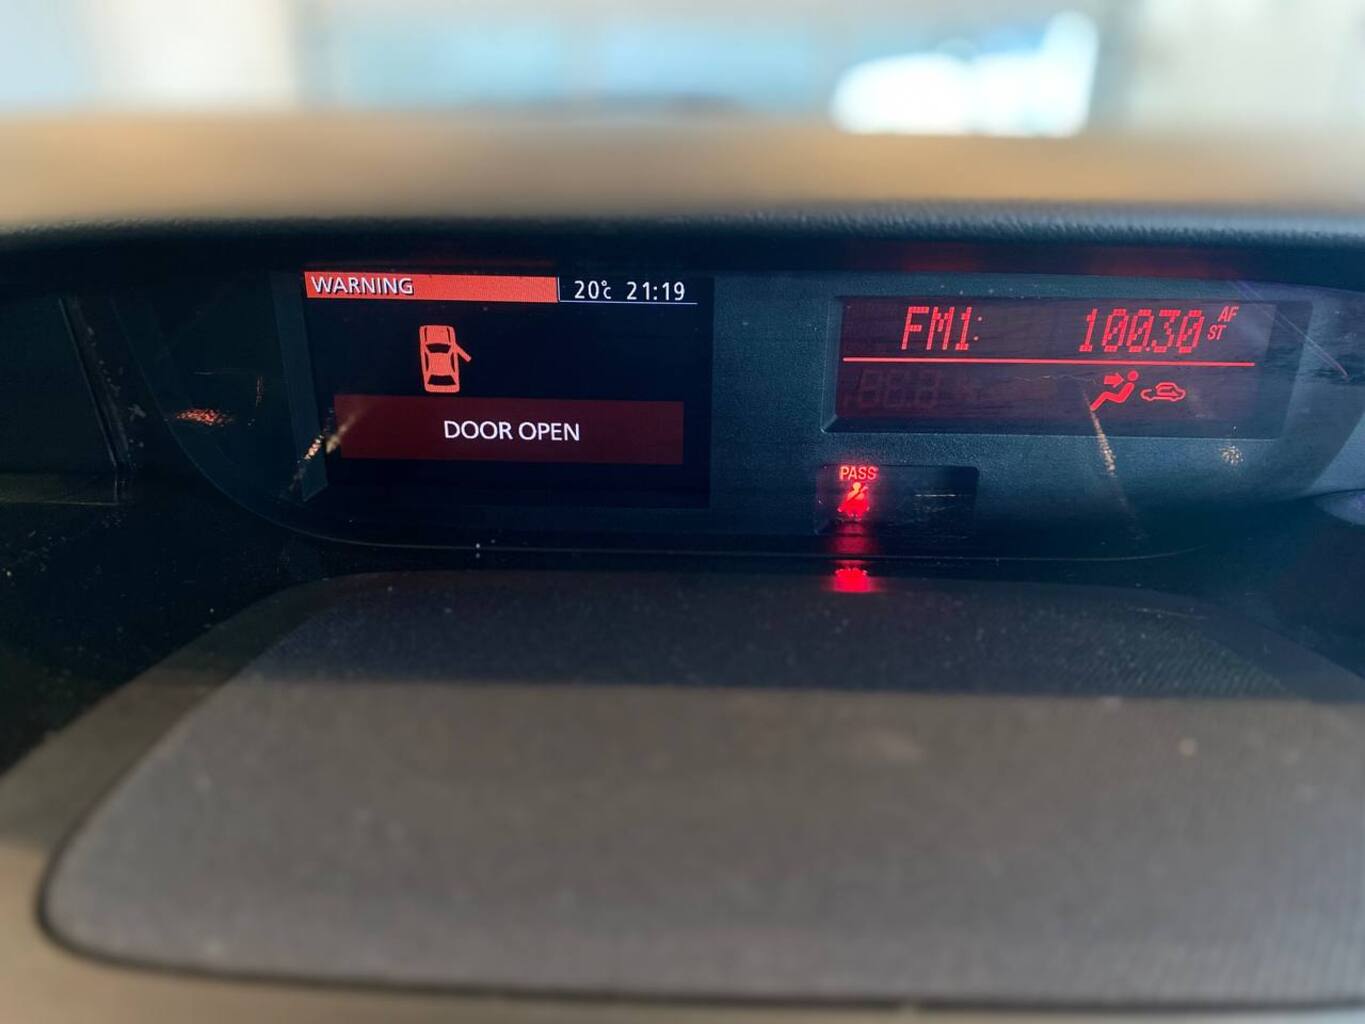 WARNING
20°C 21:19
DOOR OPEN
FM1: 100.30 AF
ST
PASS